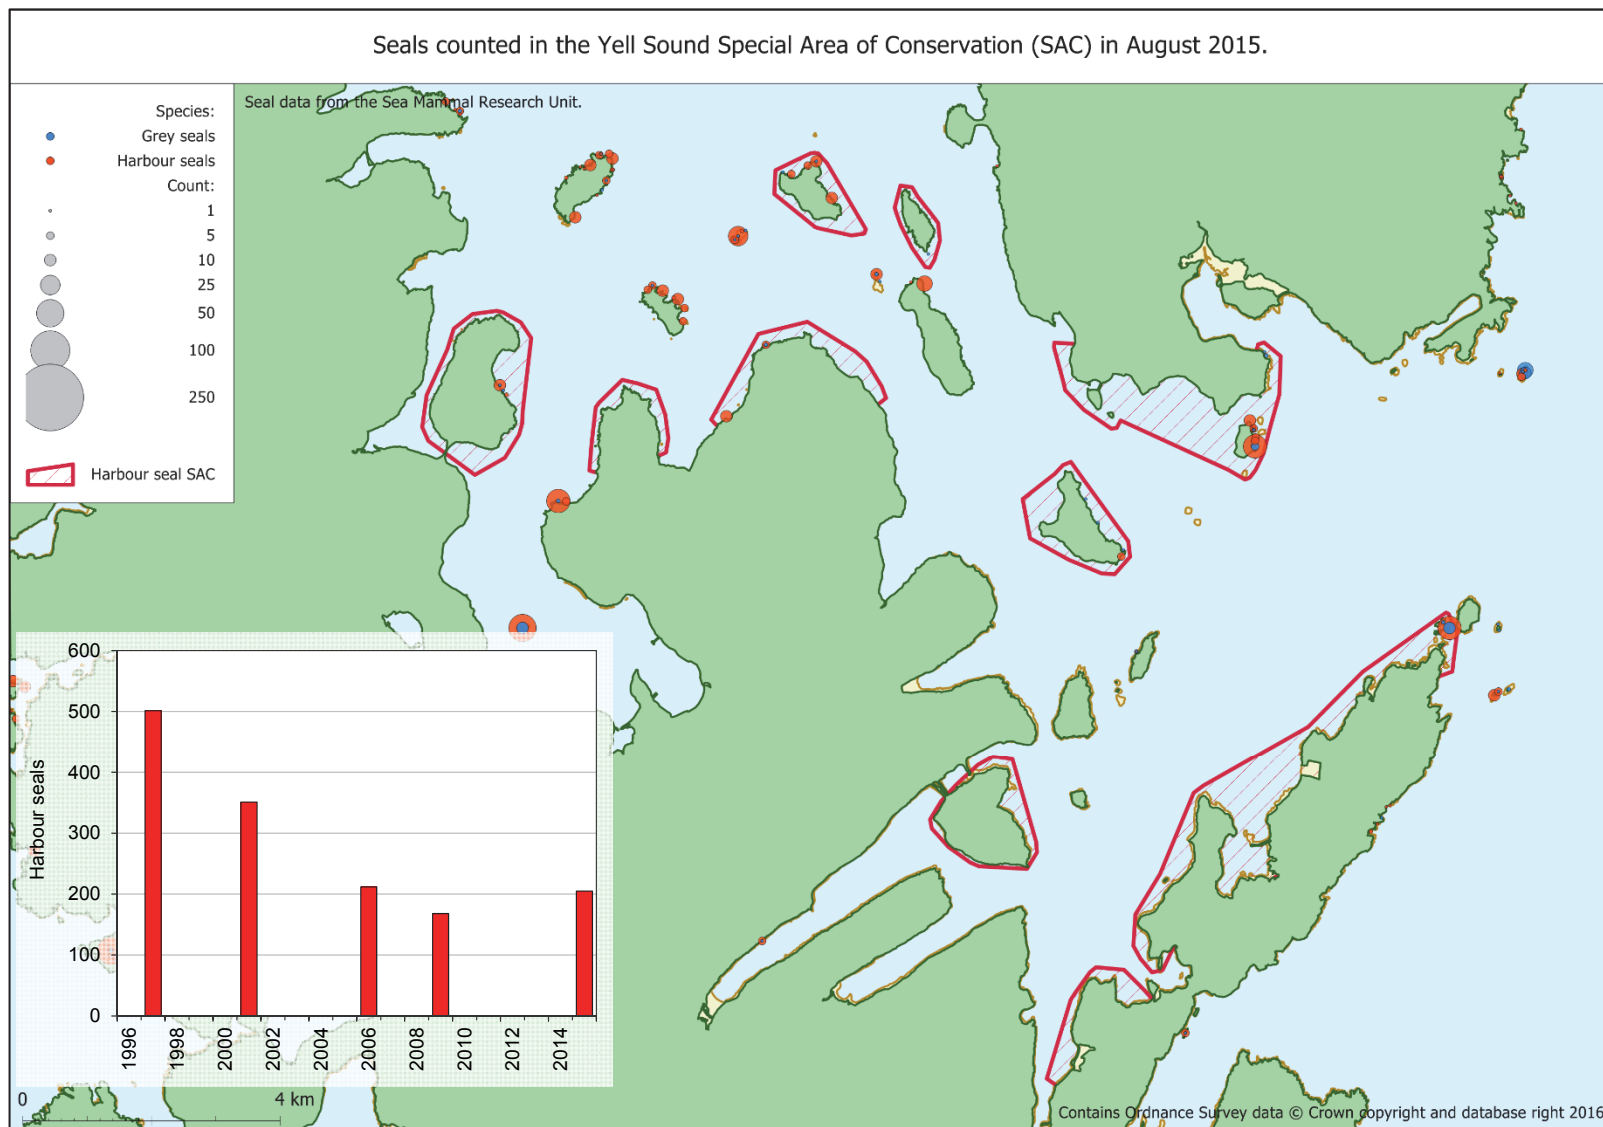 Seals counted in the Yell Sound Special Area of Conservation (SAC) in August 2015.
Seal data from the Sea Mammal Research Unit.
Species:
Grey seals
Harbour seals
Count:
1
5
10
25
50
100
250
Harbour seal SAC
Harbour seals
600
500
400
300
200
100
0
1996
1998
2000
2002
2004
2006
2008
2010
2012
2014
0
4 km
Contains Ordnance Survey data © Crown copyright and database right 2016